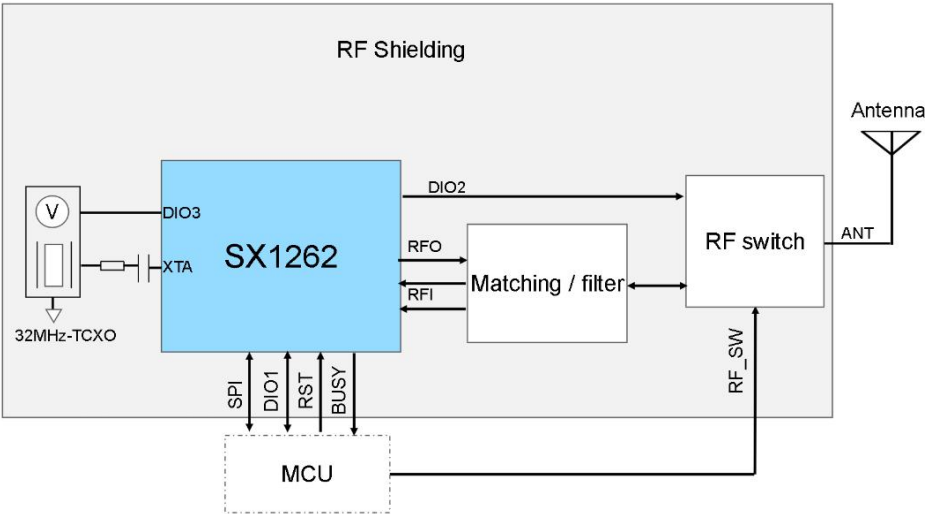 RF Shielding
Antenna
V
DIO3
XTA
32MHz-TCXO
SX1262
DIO2
RFO
RFI
Matching / filter
RF switch
ANT
SPI
DIO1
RST
BUSY
RF_SW
MCU